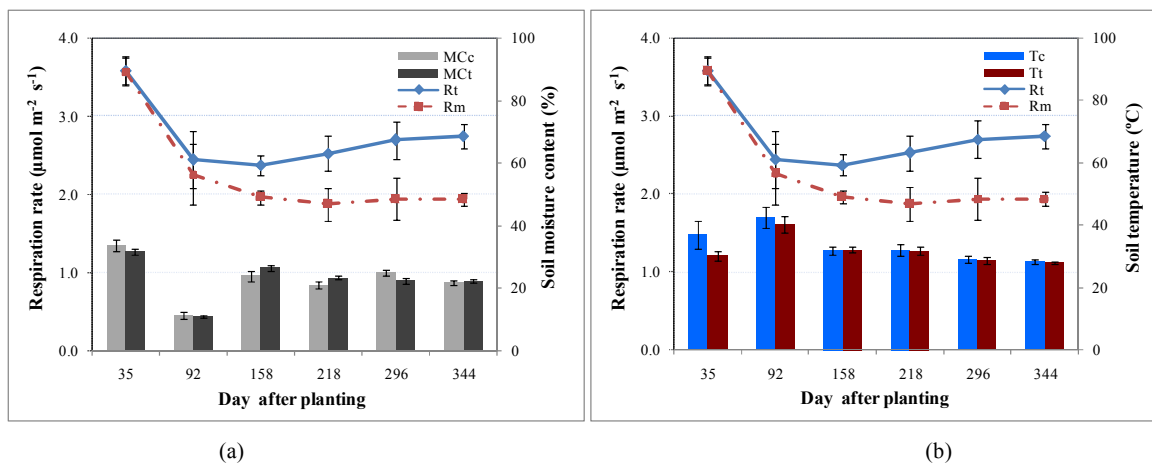 4.0
3.0
2.0
1.0
0.0
Respiration rate (µmol m⁻² s⁻¹)
MCc
MCt
Rt
Rm
100
80
60
40
20
0
Soil moisture content (%)
35 92 158 218 296 344
Day after planting
(a)
4.0
3.0
2.0
1.0
0.0
Respiration rate (µmol m⁻² s⁻¹)
Tc
Tt
Rt
Rm
100
80
60
40
20
0
Soil temperature (ºC)
35 92 158 218 296 344
Day after planting
(b)